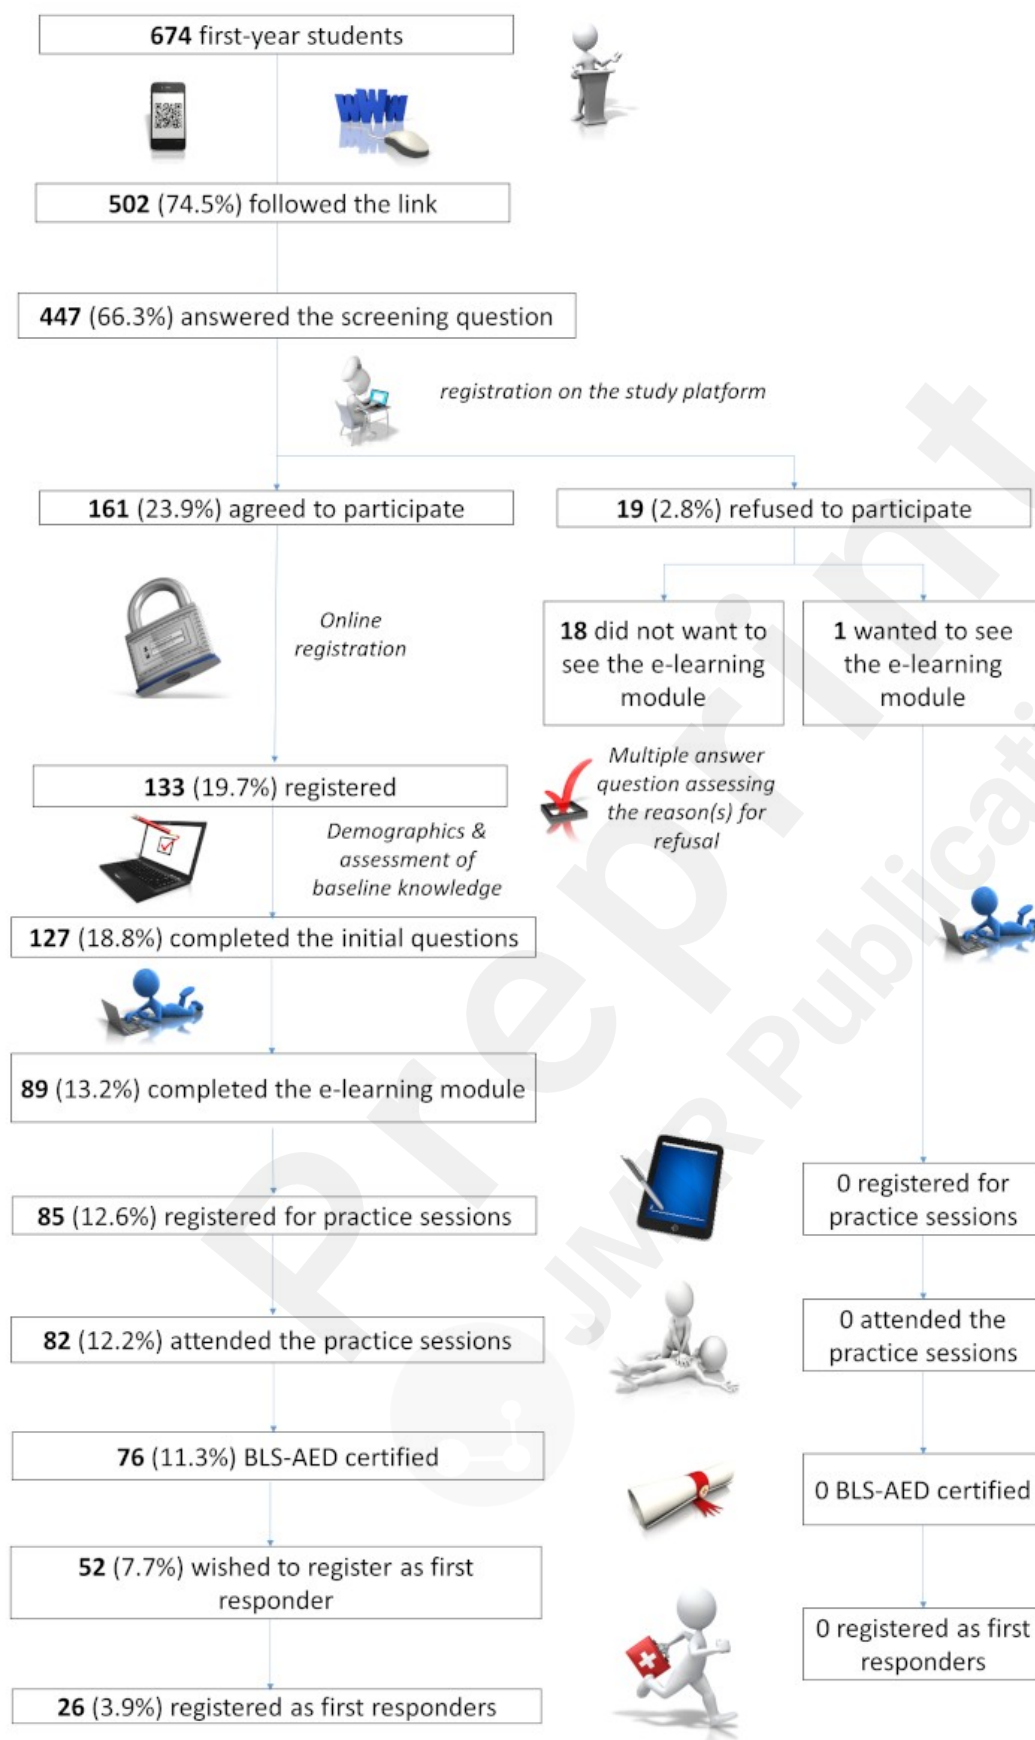 674 first-year students
www
502 (74.5%) followed the link
447 (66.3%) answered the screening question
registration on the study platform
161 (23.9%) agreed to participate
19 (2.8%) refused to participate
Online
registration
18 did not want to
see the e-learning
module
1 wanted to see
the e-learning
module
Multiple answer
question assessing
the reason(s) for
refusal
133 (19.7%) registered
Demographics &
assessment of
baseline knowledge
127 (18.8%) completed the initial questions
89 (13.2%) completed the e-learning module
85 (12.6%) registered for practice sessions
0 registered for
practice sessions
82 (12.2%) attended the practice sessions
0 attended the
practice sessions
76 (11.3%) BLS-AED certified
0 BLS-AED certified
52 (7.7%) wished to register as first
responder
0 registered as first
responders
26 (3.9%) registered as first responders
Preprint
JMIR Publicati